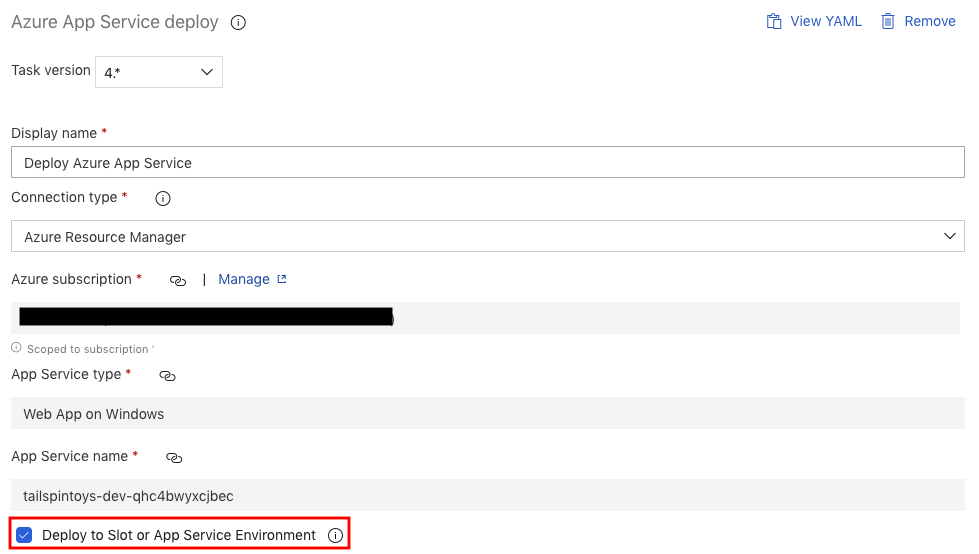 Azure App Service deploy
View YAML
Remove
Task version 4.*
Display name *
Deploy Azure App Service
Connection type *
Azure Resource Manager
Azure subscription * | Manage
Scoped to subscription '
App Service type *
Web App on Windows
App Service name *
tailspintoys-dev-qhc4bwyxcjbec
Deploy to Slot or App Service Environment